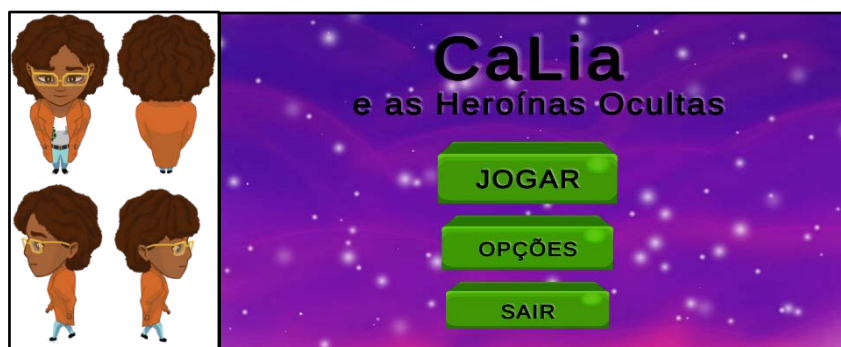 CaLia
e as Heroínas Ocultas
JOGAR
OPÇÕES
SAIR